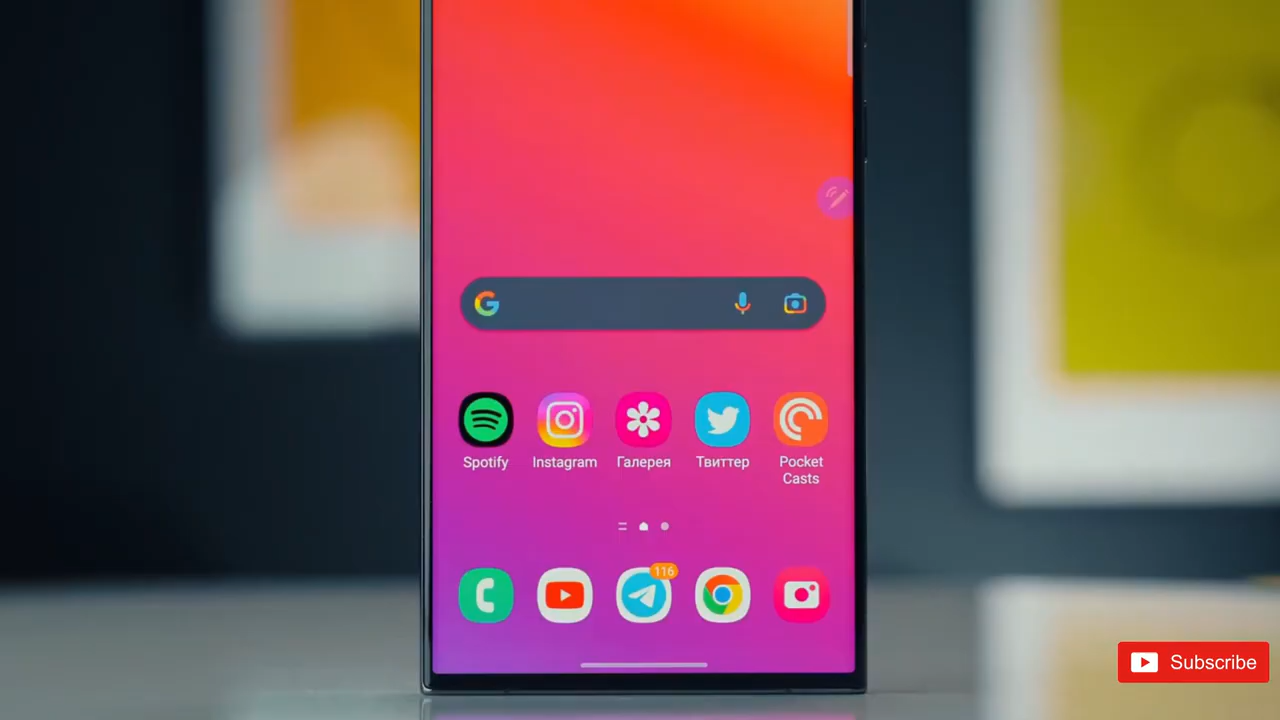 Spotify
Instagram
Галерея
Твиттер
Pocket
Casts
116
Subscribe